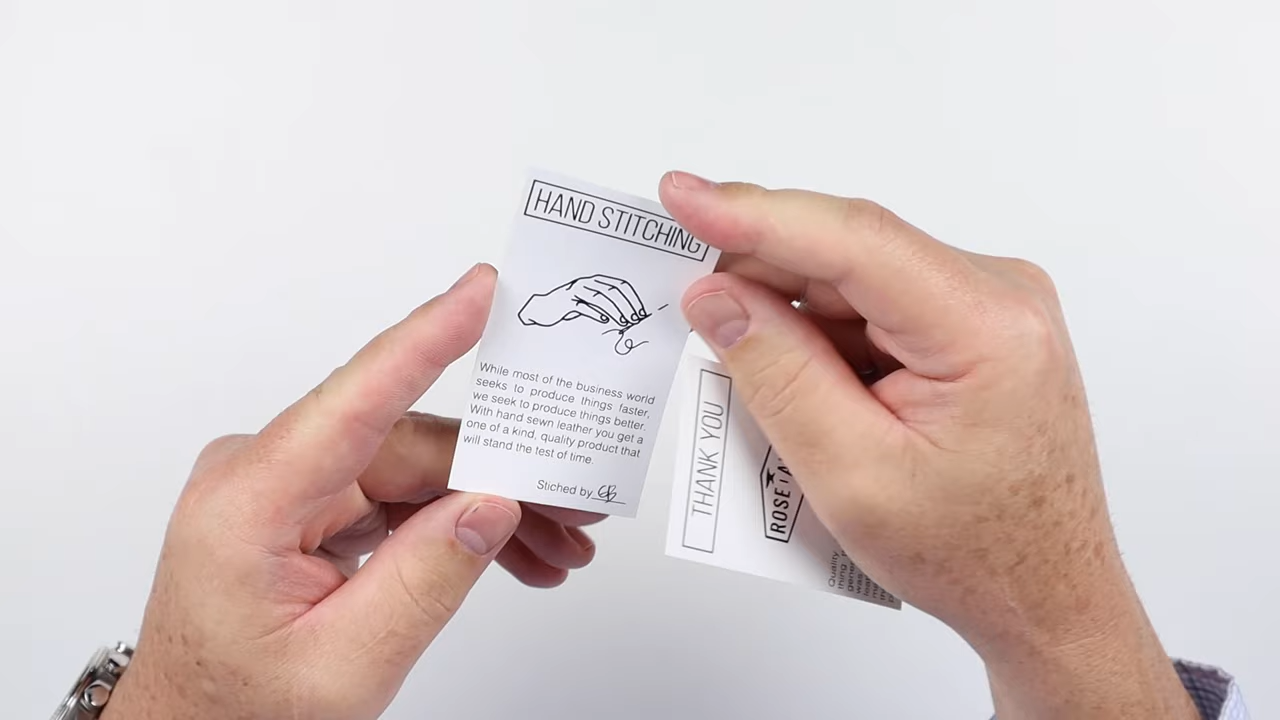 HAND STITCHING
While most of the business world
seeks to produce things faster,
we seek to produce things better.
With hand sewn leather you get a
one of a kind, quality product that
will stand the test of time.
Stiched by
THANK YOU
Quality
thing